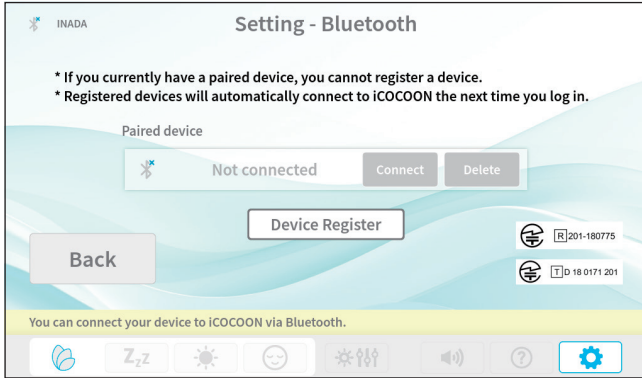 INADA
Setting - Bluetooth
* If you currently have a paired device, you cannot register a device.
* Registered devices will automatically connect to iCOCOON the next time you log in.
Paired device
Not connected
Connect
Delete
Device Register
R 201-180775
Back
T D 18 0171 201
You can connect your device to iCOCOON via Bluetooth.
ZzZ
?